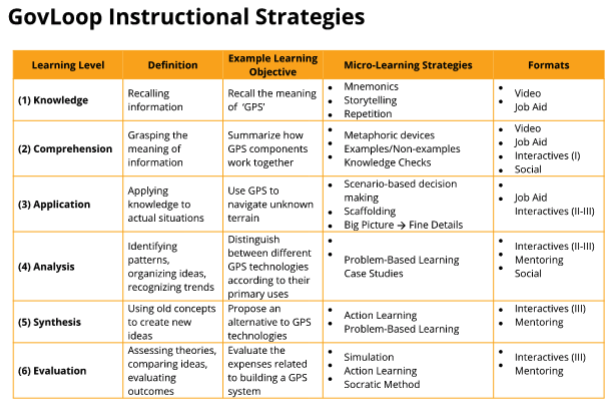 GovLoop Instructional Strategies
Learning Level
Definition
Example Learning
Objective
Micro-Learning Strategies
Formats
(1) Knowledge
Recalling
information
Recall the meaning
of 'GPS'
Mnemonics
Storytelling
Repetition
Video
Job Aid
(2) Comprehension
Grasping the
meaning of
information
Summarize how
GPS components
work together
Metaphoric devices
Examples/Non-examples
Knowledge Checks
Video
Job Aid
Interactives (I)
Social
(3) Application
Applying
knowledge to
actual situations
Use GPS to
navigate unknown
terrain
Scenario-based decision
making
Scaffolding
Big Picture → Fine Details
Job Aid
Interactives (II-III)
(4) Analysis
Identifying
patterns,
organizing ideas,
recognizing trends
Distinguish
between different
GPS technologies
according to their
primary uses
Problem-Based Learning
Case Studies
Interactives (II-III)
Mentoring
Social
(5) Synthesis
Using old concepts
to create new
ideas
Propose an
alternative to GPS
technologies
Action Learning
Problem-Based Learning
Interactives (III)
Mentoring
(6) Evaluation
Assessing theories,
comparing ideas,
evaluating
outcomes
Evaluate the
expenses related
to building a GPS
system
Simulation
Action Learning
Socratic Method
Interactives (III)
Mentoring